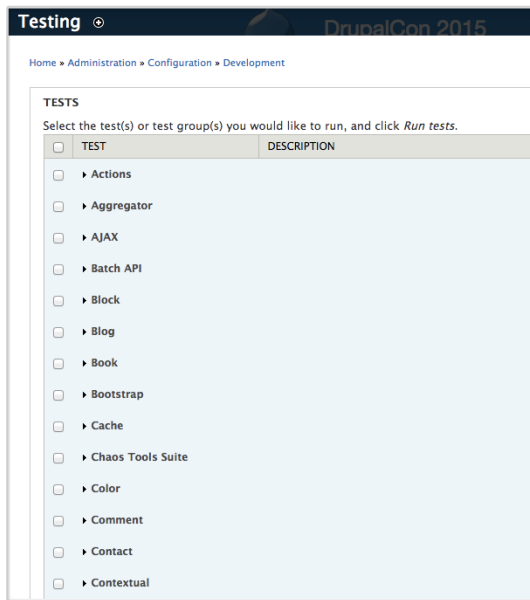 Testing
DrupalCon 2015
Home » Administration » Configuration » Development
TESTS
Select the test(s) or test group(s) you would like to run, and click Run tests.
TEST DESCRIPTION
Actions
Aggregator
AJAX
Batch API
Block
Blog
Book
Bootstrap
Cache
Chaos Tools Suite
Color
Comment
Contact
Contextual